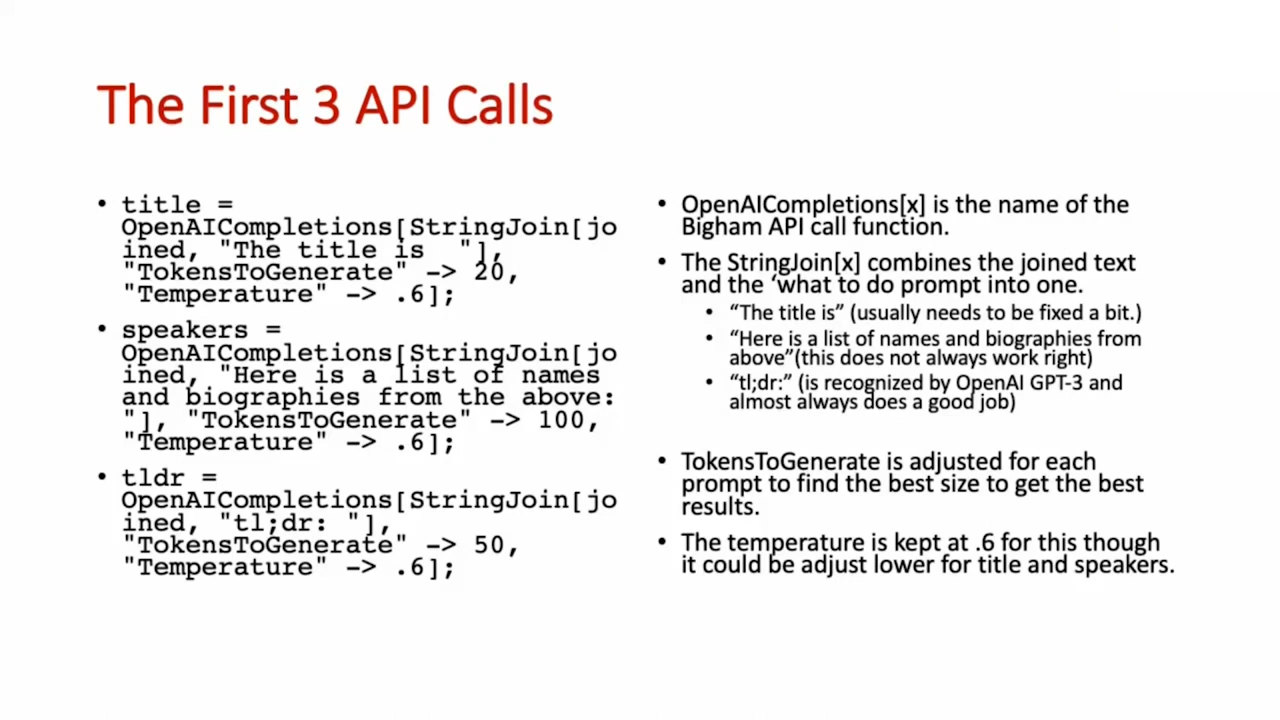 The First 3 API Calls
• title =
OpenAICompletions[StringJoin[jo
ined, "The title is  "],
"TokensToGenerate" -> 20,
"Temperature" -> .6];
• speakers =
OpenAICompletions[StringJoin[jo
ined, "Here is a list of names
and biographies from the above:
"], "TokensToGenerate" -> 100,
"Temperature" -> .6];
• tldr =
OpenAICompletions[StringJoin[jo
ined, "tl;dr: "],
"TokensToGenerate" -> 50,
"Temperature" -> .6];
• OpenAICompletions[x] is the name of the
Bigham API call function.
• The StringJoin[x] combines the joined text
and the ‘what to do prompt into one.
• “The title is” (usually needs to be fixed a bit.)
• “Here is a list of names and biographies from
above”(this does not always work right)
• “tl;dr:” (is recognized by OpenAI GPT-3 and
almost always does a good job)
• TokensToGenerate is adjusted for each
prompt to find the best size to get the best
results.
• The temperature is kept at .6 for this though
it could be adjust lower for title and speakers.